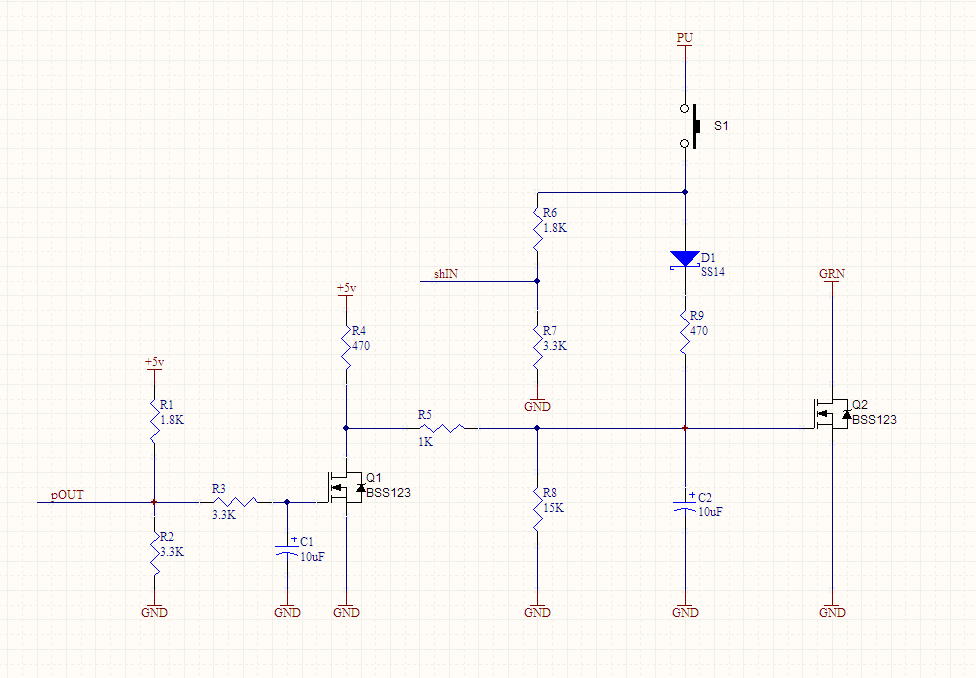 PU
S1
R6
1.8K
D1
SS14
shIN
GRN
+5v
R9
470
R4
470
R7
3.3K
+5v
GND
R1
1.8K
R5
1K
Q2
BSS123
Q1
BSS123
pOUT
R3
3.3K
R8
15K
C2
10uF
R2
3.3K
C1
10uF
GND
GND
GND
GND
GND
GND